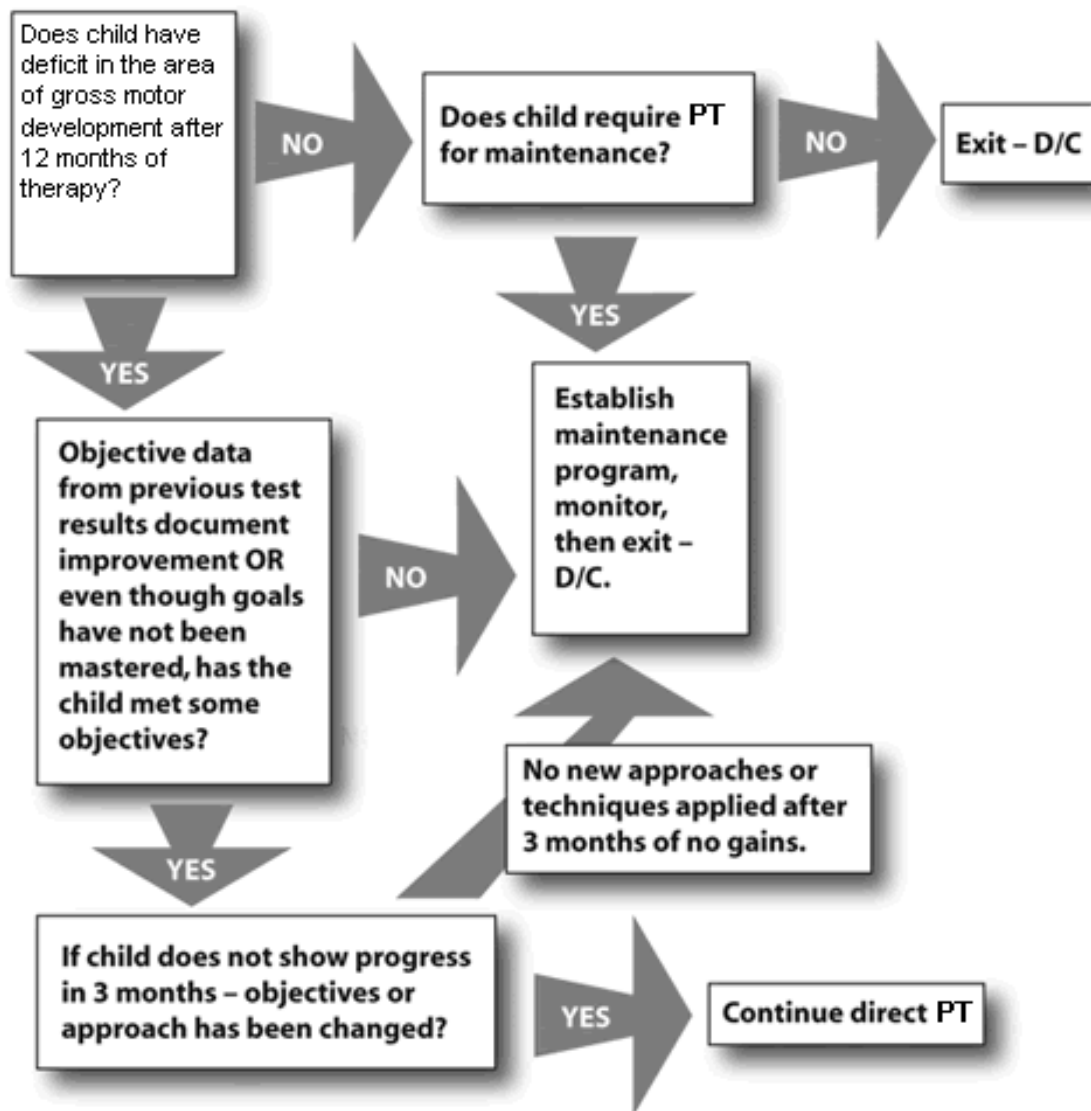 Does child have
deficit in the area
of gross motor
development after
12 months of
therapy?
NO
Does child require PT
for maintenance?
NO
Exit – D/C
YES
YES
Objective data
from previous test
results document
improvement OR
even though goals
have not been
mastered, has the
child met some
objectives?
NO
Establish
maintenance
program,
monitor,
then exit –
D/C.
YES
No new approaches or
techniques applied after
3 months of no gains.
If child does not show progress
in 3 months – objectives or
approach has been changed?
YES
Continue direct PT